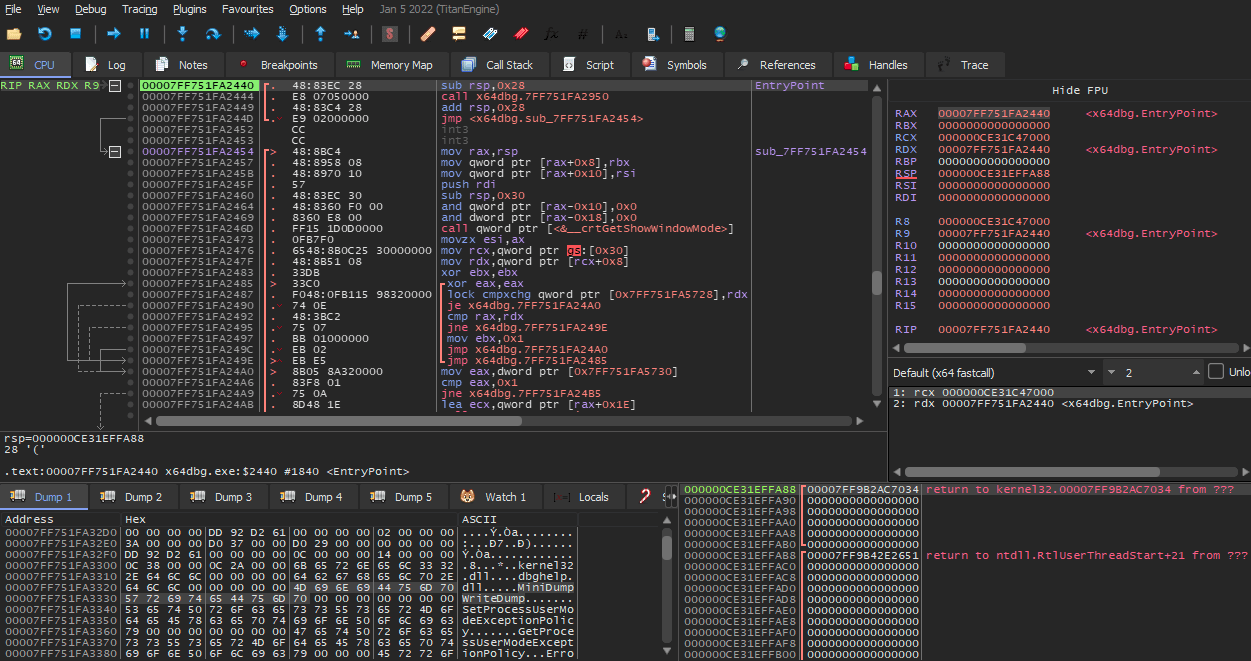 File View Debug Tracing Plugins Favourites Options Help Jan 5 2022 (TitanEngine)
CPU Log Notes Breakpoints Memory Map Call Stack Script Symbols References Handles Trace
RIP RAX RDX R9
00007FF751FA2440 48:83EC 28 sub rsp,0x28 EntryPoint
00007FF751FA2444 E8 07050000 call x64dbg.7FF751FA2950
00007FF751FA2449 48:83C4 28 add rsp,0x28
00007FF751FA244D E9 02000000 jmp <x64dbg.sub_7FF751FA2454>
00007FF751FA2452 CC int3
00007FF751FA2453 CC int3
00007FF751FA2454 48:8BC4 mov rax,rsp sub_7FF751FA2454
00007FF751FA2457 48:8958 08 mov qword ptr [rax+0x8],rbx
00007FF751FA245B 48:8970 10 mov qword ptr [rax+0x10],rsi
00007FF751FA245F 57 push rdi
00007FF751FA2460 48:83EC 30 sub rsp,0x30
00007FF751FA2464 48:8360 F0 00 and qword ptr [rax-0x10],0x0
00007FF751FA2469 8360 E8 00 and dword ptr [rax-0x18],0x0
00007FF751FA246D FF15 1D0D0000 call qword ptr [<&__crtGetShowWindowMode>]
00007FF751FA2473 0FB7F0 movzx esi,ax
00007FF751FA2476 6548:8B0C25 30000000 mov rcx,qword ptr gs:[0x30]
00007FF751FA247F 48:8B51 08 mov rdx,qword ptr [rcx+0x8]
00007FF751FA2483 33DB xor ebx,ebx
00007FF751FA2485 33C0 xor eax,eax
00007FF751FA2487 F048:0FB115 98320000 lock cmpxchg qword ptr [0x7FF751FA5728],rdx
00007FF751FA2490 74 0E je x64dbg.7FF751FA24A0
00007FF751FA2492 48:3BC2 cmp rax,rdx
00007FF751FA2495 75 07 jne x64dbg.7FF751FA249E
00007FF751FA2497 BB 01000000 mov ebx,0x1
00007FF751FA249C EB 02 jmp x64dbg.7FF751FA24A0
00007FF751FA249E EB E5 jmp x64dbg.7FF751FA2485
00007FF751FA24A0 8B05 8A320000 mov eax,dword ptr [0x7FF751FA5730]
00007FF751FA24A6 83F8 01 cmp eax,0x1
00007FF751FA24A9 75 0A jne x64dbg.7FF751FA24B5
00007FF751FA24AB 8D48 1E lea ecx,qword ptr [rax+0x1E]
Hide FPU
RAX 00007FF751FA2440 <x64dbg.EntryPoint>
RBX 0000000000000000
RCX 000000CE31C47000
RDX 00007FF751FA2440 <x64dbg.EntryPoint>
RBP 0000000000000000
RSP 000000CE31EFFA88
RSI 0000000000000000
RDI 0000000000000000
R8 000000CE31C47000
R9 00007FF751FA2440 <x64dbg.EntryPoint>
R10 0000000000000000
R11 0000000000000000
R12 0000000000000000
R13 0000000000000000
R14 0000000000000000
R15 0000000000000000
RIP 00007FF751FA2440 <x64dbg.EntryPoint>
Default (x64 fastcall) 2 Unlo
1: rcx 000000CE31C47000
2: rdx 00007FF751FA2440 <x64dbg.EntryPoint>
rsp=000000CE31EFFA88
28 '('
.text:00007FF751FA2440 x64dbg.exe:$2440 #1840 <EntryPoint>
Dump 1 Dump 2 Dump 3 Dump 4 Dump 5 Watch 1 Locals
Address Hex ASCII
00007FF751FA32D0 00 00 00 00 DD 92 D2 61 00 00 00 00 02 00 00 00 ....Ý.Òa........
00007FF751FA32E0 3A 00 00 00 D0 37 00 00 D0 29 00 00 00 00 00 00 :...Ð7..Ð)......
00007FF751FA32F0 DD 92 D2 61 00 00 00 00 0C 00 00 00 14 00 00 00 Ý.Òa............
00007FF751FA3300 0C 38 00 00 0C 2A 00 00 6B 65 72 6E 65 6C 33 32 .8...*..kernel32
00007FF751FA3310 2E 64 6C 6C 00 00 00 00 64 62 67 68 65 6C 70 2E .dll....dbghelp.
00007FF751FA3320 64 6C 6C 00 00 00 00 00 4D 69 6E 69 44 75 6D 70 dll.....MiniDump
00007FF751FA3330 57 72 69 74 65 44 75 6D 70 00 00 00 00 00 00 00 WriteDump.......
00007FF751FA3340 53 65 74 50 72 6F 63 65 73 73 55 73 65 72 4D 6F SetProcessUserMo
00007FF751FA3350 64 65 45 78 63 65 70 74 69 6F 6E 50 6F 6C 69 63 deExceptionPolic
00007FF751FA3360 79 00 00 00 00 00 00 00 47 65 74 50 72 6F 63 65 y.......GetProce
00007FF751FA3370 73 73 55 73 65 72 4D 6F 64 65 45 78 63 65 70 74 ssUserModeExcept
00007FF751FA3380 69 6F 6E 50 6F 6C 69 63 79 00 00 00 45 72 72 6F ionPolicy...Erro
000000CE31EFFA88 00007FF9B2AC7034 return to kernel32.00007FF9B2AC7034 from ???
000000CE31EFFA90 0000000000000000
000000CE31EFFA98 0000000000000000
000000CE31EFFAA0 0000000000000000
000000CE31EFFAA8 0000000000000000
000000CE31EFFAB0 0000000000000000
000000CE31EFFAB8 00007FF9B42E2651 return to ntdll.RtlUserThreadStart+21 from ???
000000CE31EFFAC0 0000000000000000
000000CE31EFFAC8 0000000000000000
000000CE31EFFAD0 0000000000000000
000000CE31EFFAD8 0000000000000000
000000CE31EFFAE0 0000000000000000
000000CE31EFFAE8 0000000000000000
000000CE31EFFAF0 0000000000000000
000000CE31EFFAF8 0000000000000000
000000CE31EFFB00 0000000000000000